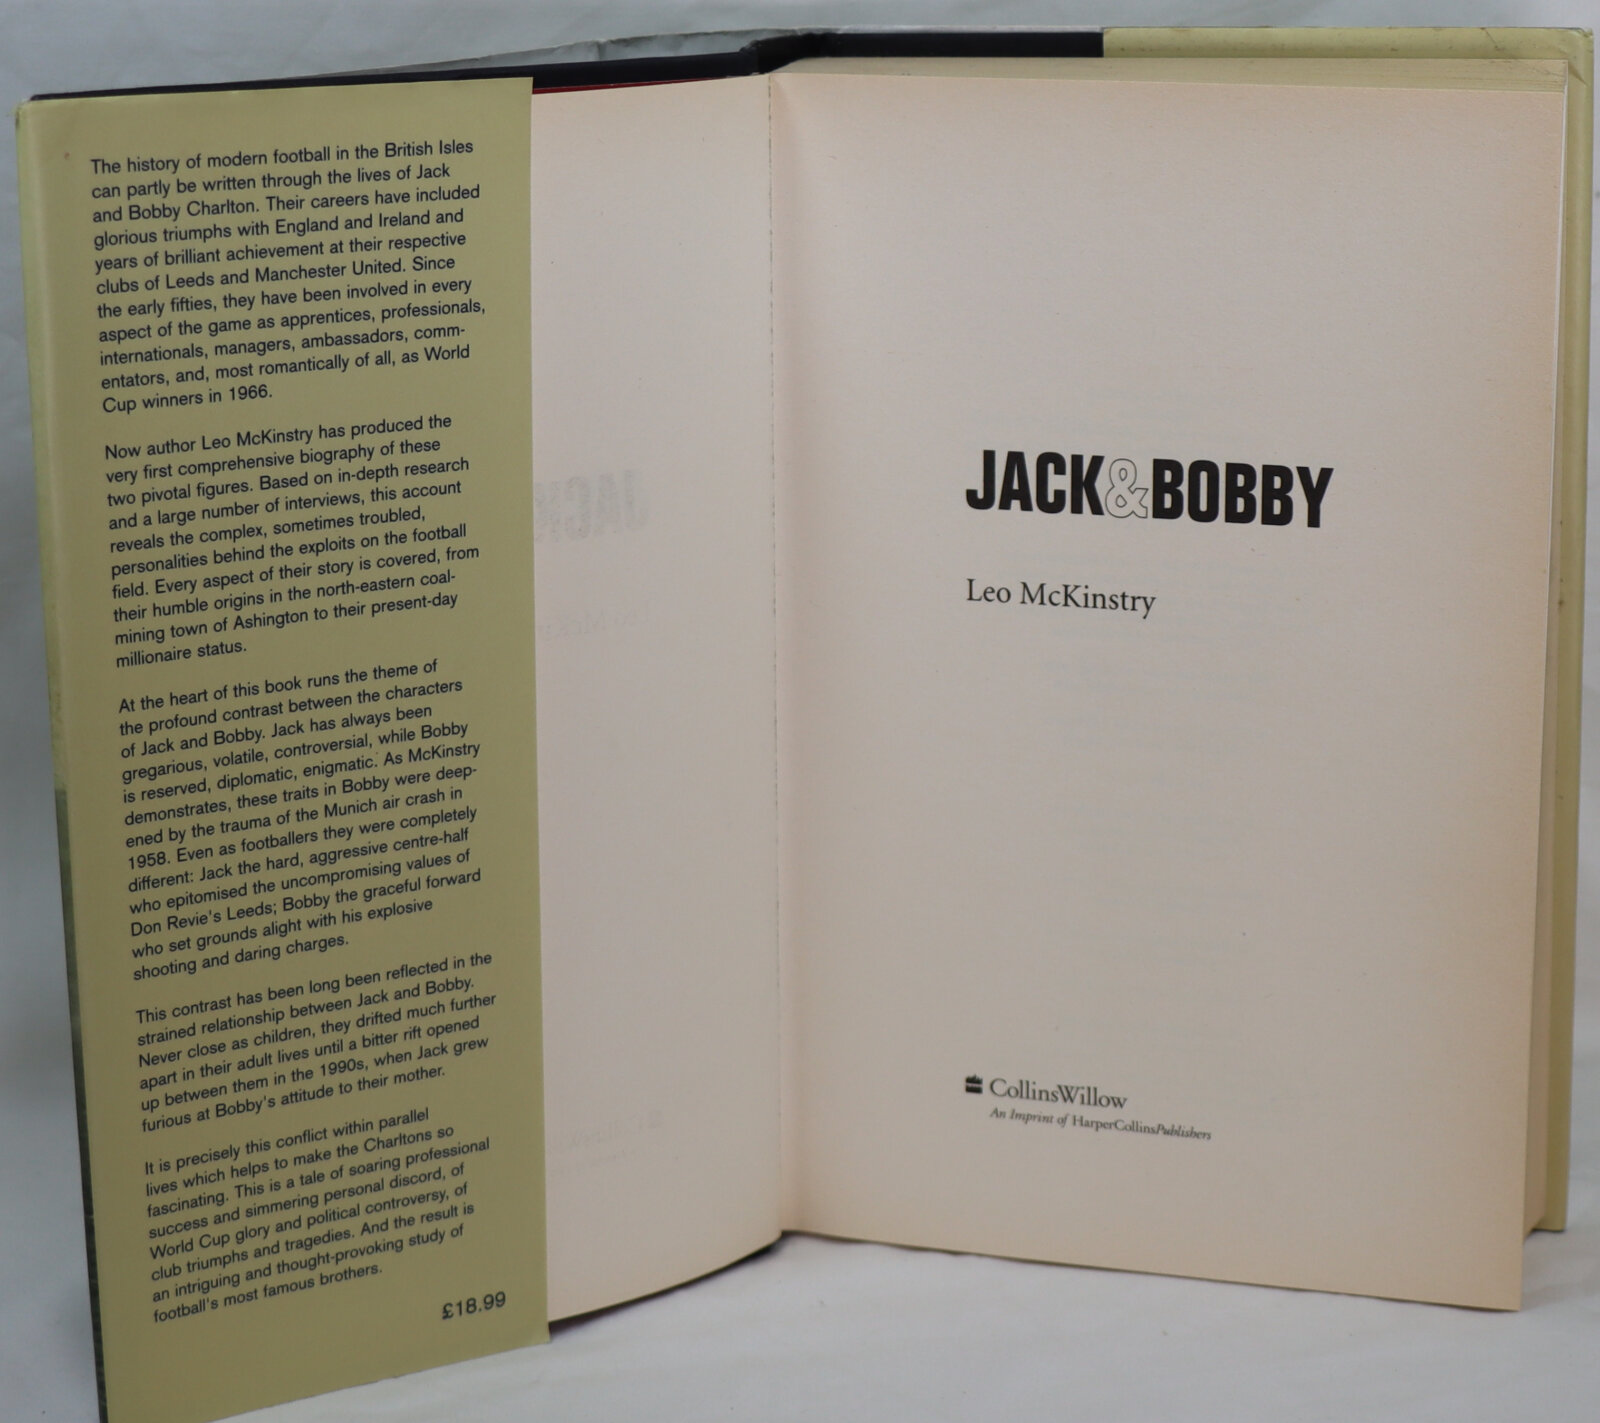 The history of modern football in the British Isles
can partly be written through the lives of Jack
and Bobby Charlton. Their careers have included
glorious triumphs with England and Ireland and
years of brilliant achievement at their respective
clubs of Leeds and Manchester United. Since
the early fifties, they have been involved in every
aspect of the game as apprentices, professionals,
internationals, managers, ambassadors, comm-
entators, and, most romantically of all, as World
Cup winners in 1966.
Now author Leo McKinstry has produced the
very first comprehensive biography of these
two pivotal figures. Based on in-depth research
and a large number of interviews, this account
reveals the complex, sometimes troubled,
personalities behind the exploits on the football
field. Every aspect of their story is covered, from
their humble origins in the north-eastern coal-
mining town of Ashington to their present-day
millionaire status.
At the heart of this book runs the theme of
the profound contrast between the characters
of Jack and Bobby. Jack has always been
gregarious, volatile, controversial, while Bobby
is reserved, diplomatic, enigmatic. As McKinstry
demonstrates, these traits in Bobby were deep-
ened by the trauma of the Munich air crash in
1958. Even as footballers they were completely
different: Jack the hard, aggressive centre-half
who epitomised the uncompromising values of
Don Revie's Leeds; Bobby the graceful forward
who set grounds alight with his explosive
shooting and daring charges.
This contrast has been long been reflected in the
strained relationship between Jack and Bobby.
Never close as children, they drifted much further
apart in their adult lives until a bitter rift opened
up between them in the 1990s, when Jack grew
furious at Bobby's attitude to their mother.
It is precisely this conflict within parallel
lives which helps to make the Charltons so
fascinating. This is a tale of soaring professional
success and simmering personal discord, of
World Cup glory and political controversy, of
club triumphs and tragedies. And the result is
an intriguing and thought-provoking study of
football's most famous brothers.
£18.99
JACK&BOBBY
Leo McKinstry
CollinsWillow
An Imprint of HarperCollinsPublishers